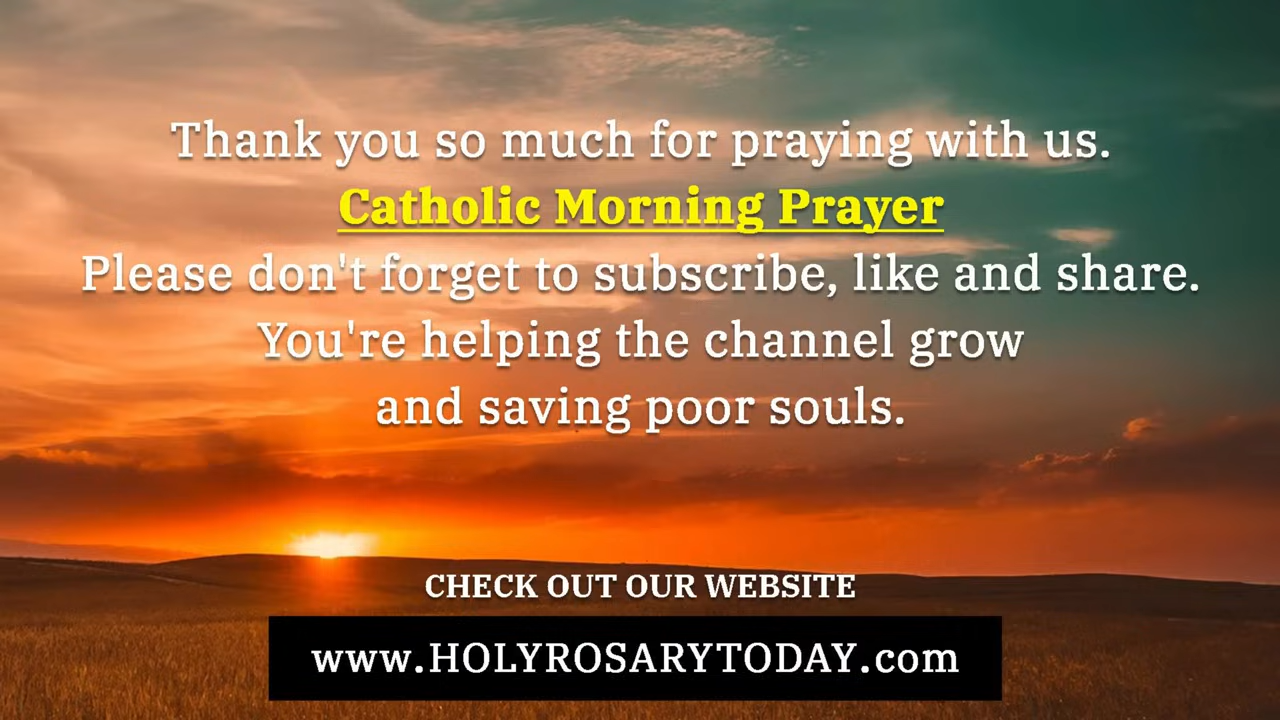 Thank you so much for praying with us.
Catholic Morning Prayer
Please don't forget to subscribe, like and share.
You're helping the channel grow
and saving poor souls.
CHECK OUT OUR WEBSITE
www.HOLYROSARYTODAY.com